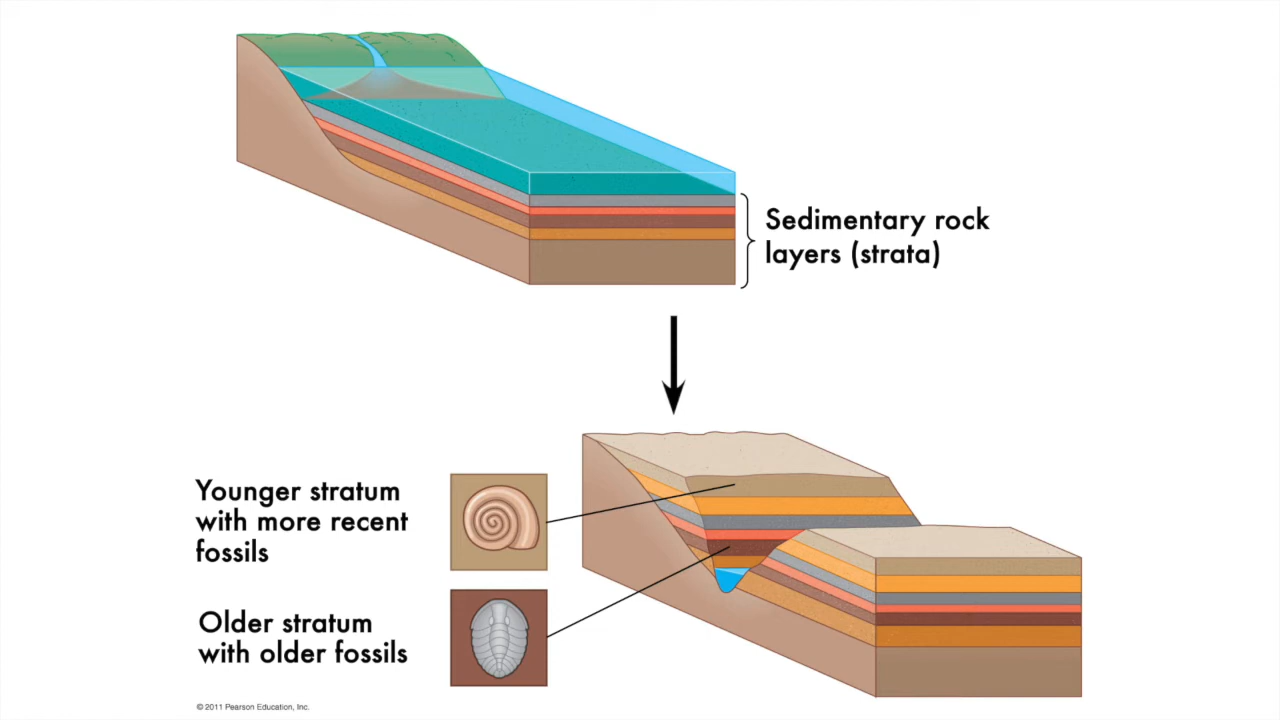 Sedimentary rock
layers (strata)
Younger stratum
with more recent
fossils
Older stratum
with older fossils
© 2011 Pearson Education, Inc.